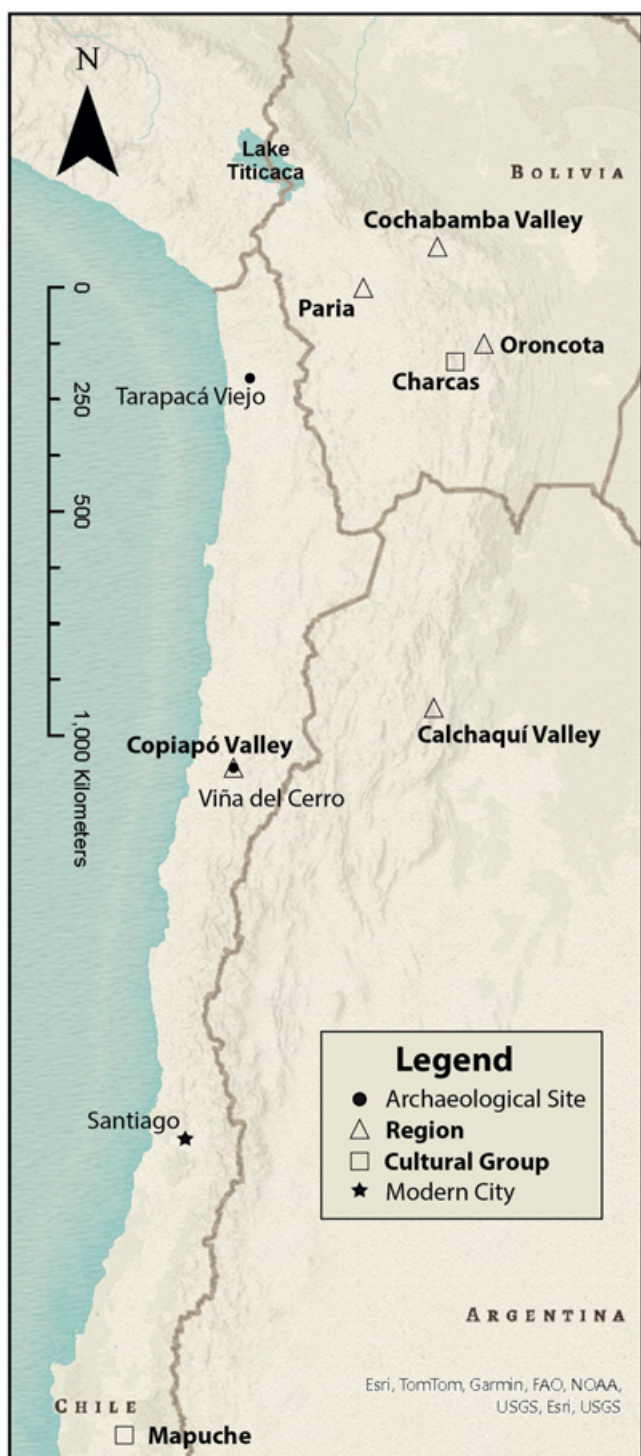 N
Lake
Titicaca
BOLIVIA
Cochabamba Valley
0
Paria
Oroncota
Charcas
Tarapacá Viejo
250
500
1,000 Kilometers
Copiapó Valley
Calchaquí Valley
Viña del Cerro
Legend
Archaeological Site
Region
Cultural Group
Modern City
Santiago
ARGENTINA
Esri, TomTom, Garmin, FAO, NOAA,
USGS, Esri, USGS
CHILE
Mapuche